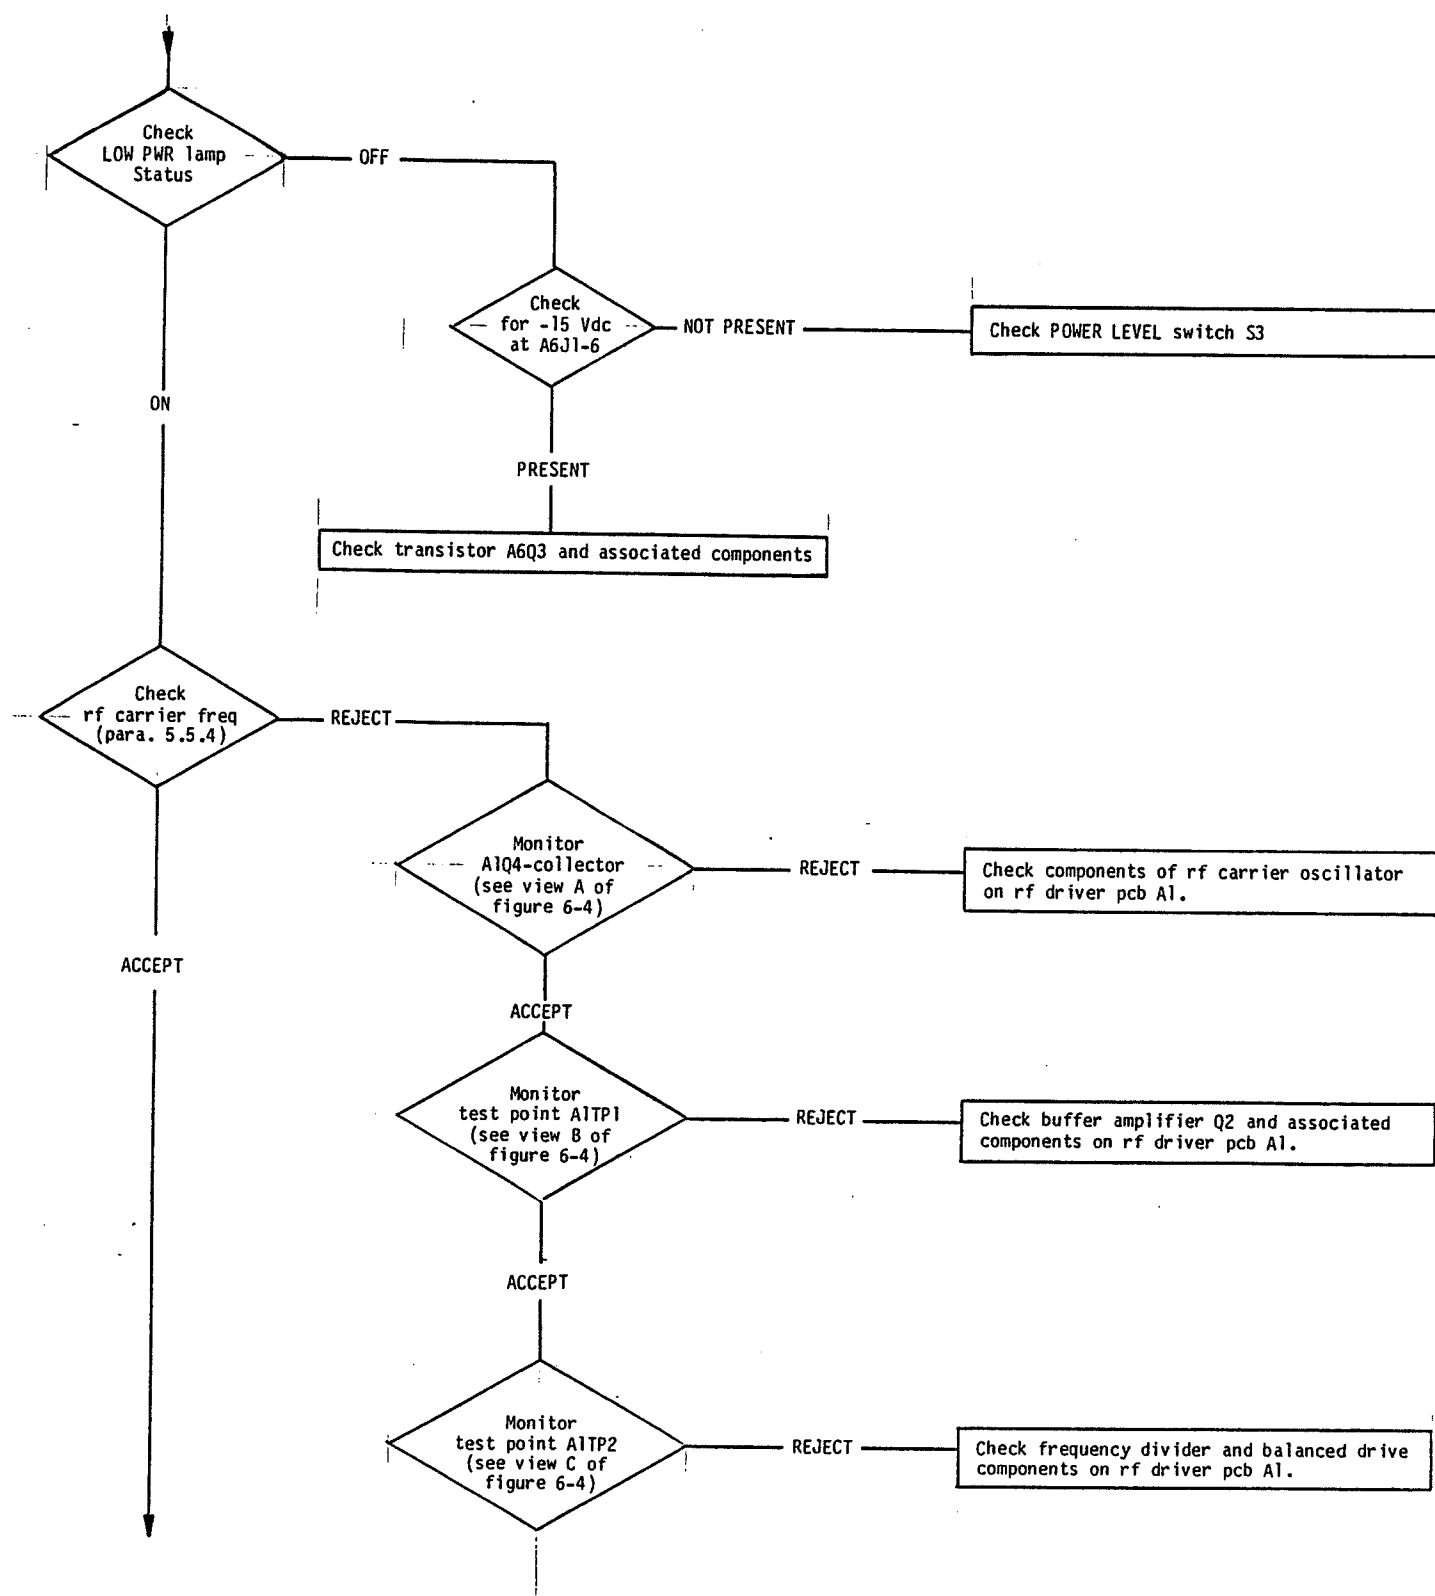 Check
LOW PWR lamp
Status
OFF
Check
for -15 Vdc
at A6J1-6
NOT PRESENT
Check POWER LEVEL switch S3
ON
PRESENT
Check transistor A6Q3 and associated components
Check
rf carrier freq
(para. 5.5.4)
REJECT
Monitor
A1Q4-collector
(see view A of
figure 6-4)
REJECT
Check components of rf carrier oscillator
on rf driver pcb A1.
ACCEPT
ACCEPT
Monitor
test point A1TP1
(see view B of
figure 6-4)
REJECT
Check buffer amplifier Q2 and associated
components on rf driver pcb A1.
ACCEPT
Monitor
test point A1TP2
(see view C of
figure 6-4)
REJECT
Check frequency divider and balanced drive
components on rf driver pcb A1.